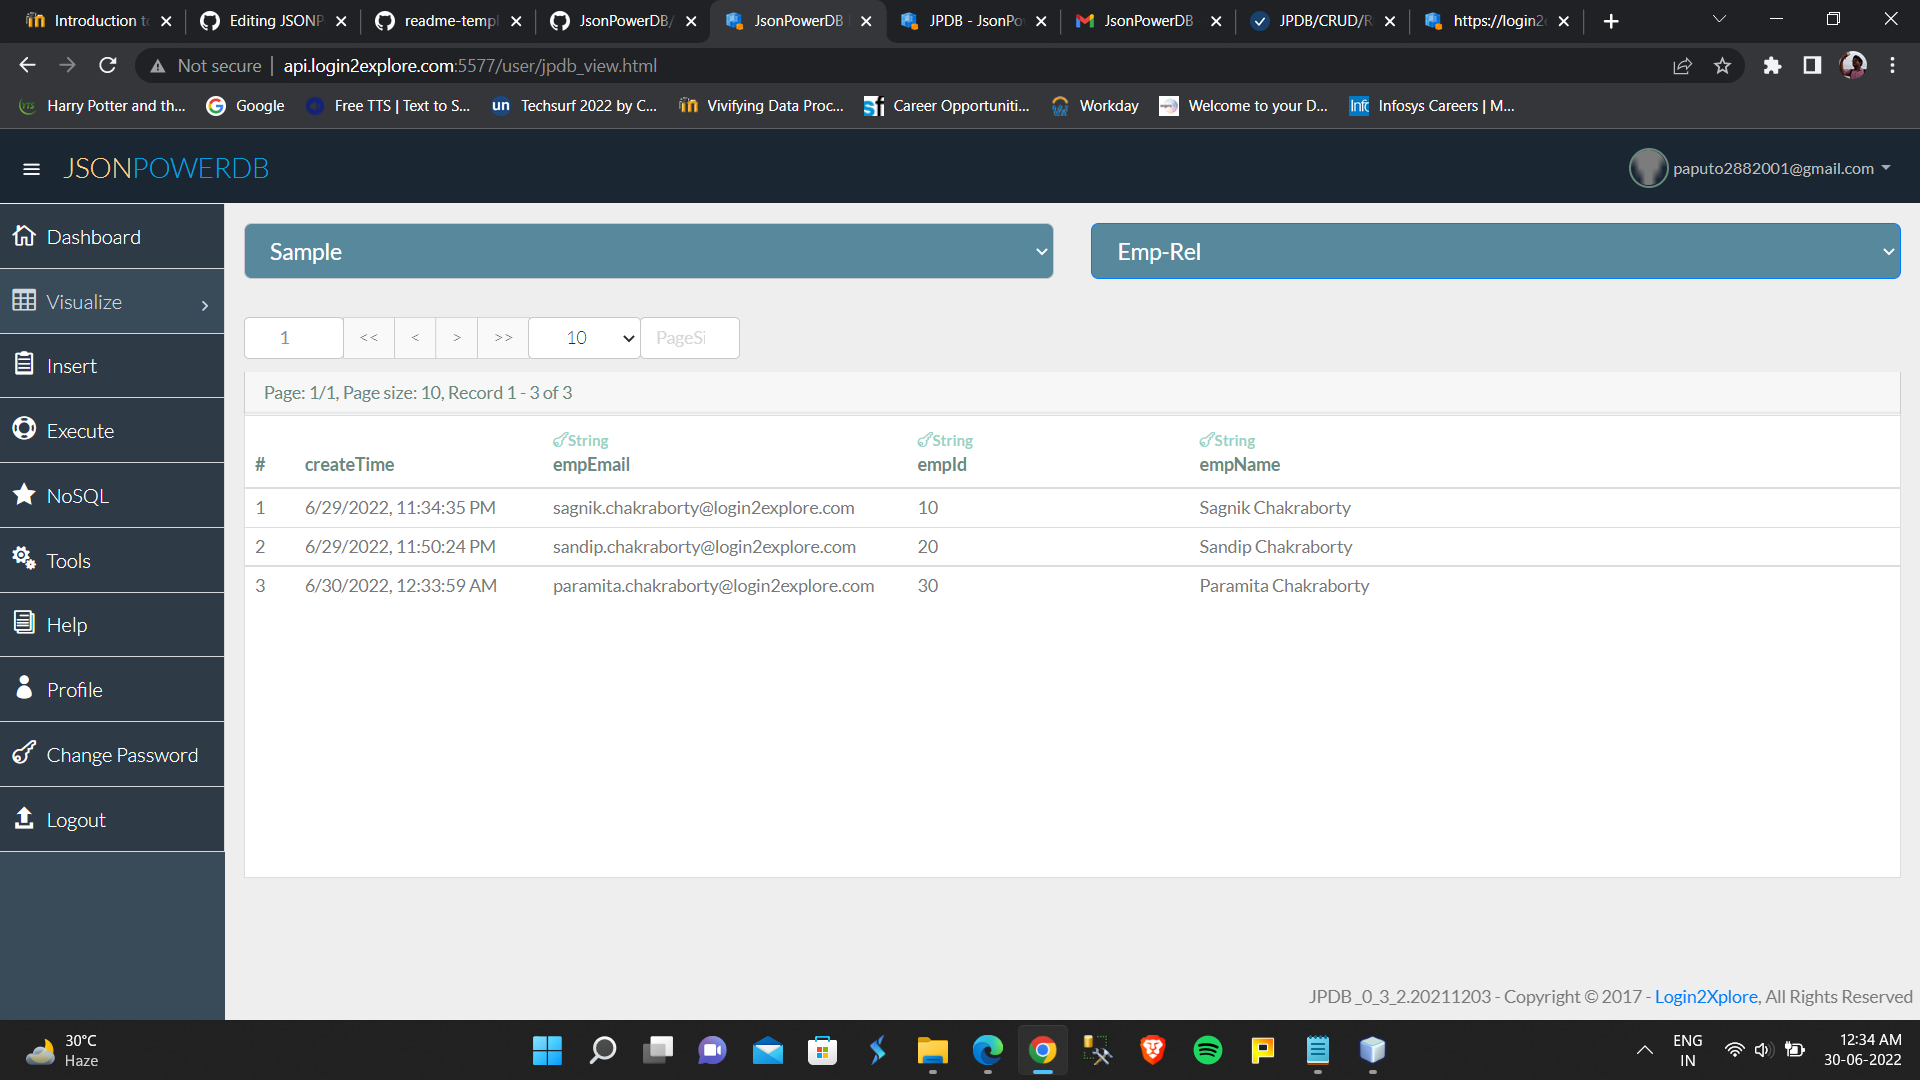 Introduction to
Editing JSONP
readme-templ
JsonPowerDB/
JsonPowerDB
JPDB - JsonPo
JsonPowerDB
JPDB/CRUD/R
https://login2
Not secure
api.login2explore.com:5577/user/jpdb_view.html
Harry Potter and th...
Google
Free TTS | Text to S...
Techsurf 2022 by C...
Vivifying Data Proc...
Career Opportuniti...
Workday
Welcome to your D...
Infosys Careers | M...
JSONPOWERDB
paputo2882001@gmail.com
Dashboard
Visualize
Insert
Execute
NoSQL
Tools
Help
Profile
Change Password
Logout
Sample
Emp-Rel
1 << < > >> 10 PageSi
Page: 1/1, Page size: 10, Record 1 - 3 of 3
String String String
# createTime empEmail empId empName
1 6/29/2022, 11:34:35 PM sagnik.chakraborty@login2explore.com 10 Sagnik Chakraborty
2 6/29/2022, 11:50:24 PM sandip.chakraborty@login2explore.com 20 Sandip Chakraborty
3 6/30/2022, 12:33:59 AM paramita.chakraborty@login2explore.com 30 Paramita Chakraborty
JPDB_0_3_2.20211203 - Copyright © 2017 - Login2Xplore, All Rights Reserved
30°C
Haze
ENG
IN
12:34 AM
30-06-2022